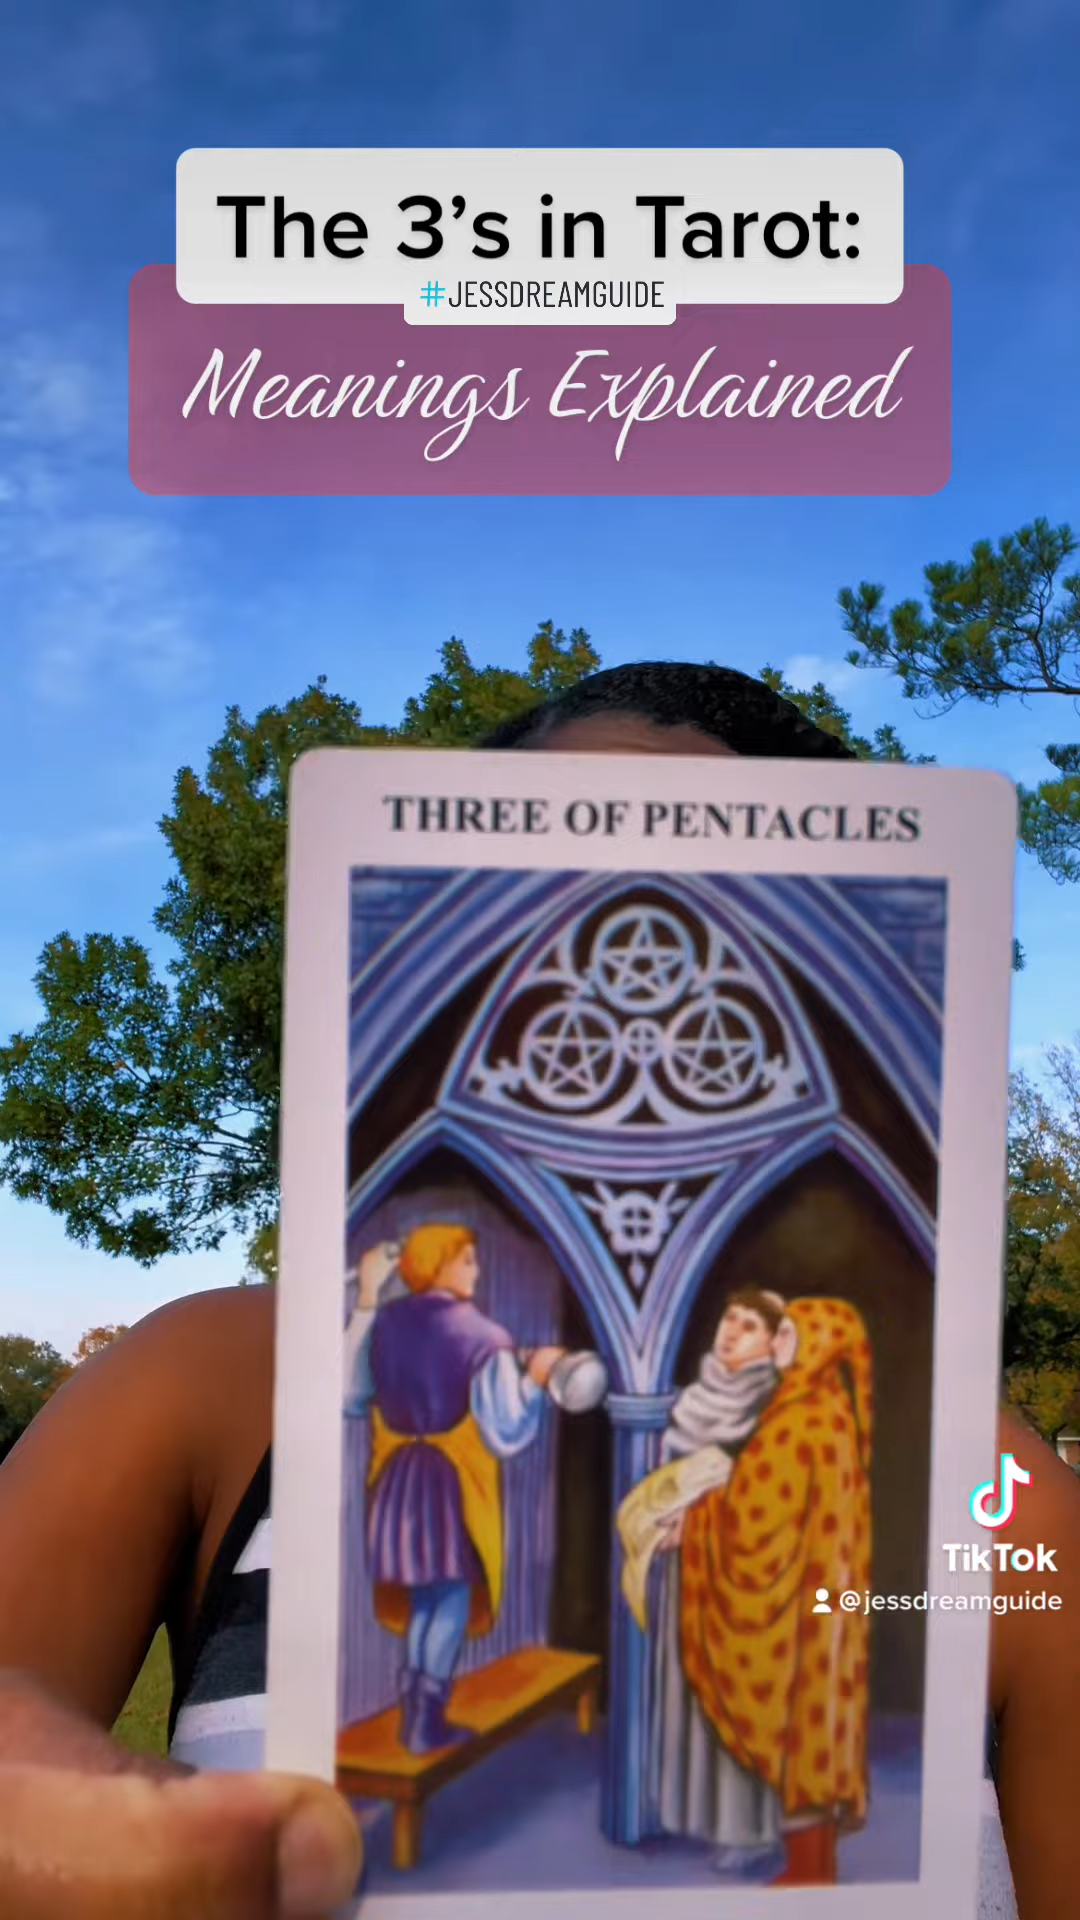 The 3's in Tarot:
#JESSDREAMGUIDE
Meanings Explained
THREE OF PENTACLES
TikTok
@jessdreamguide